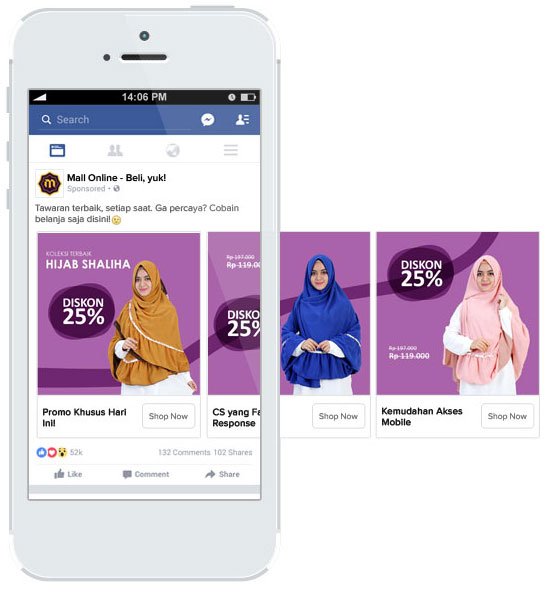 14:06 PM
Search
Mall Online - Beli, yuk!
Sponsored ·
Tawaran terbaik, setiap saat. Ga percaya? Cobain
belanja saja disini!
KOLEKSI TERBAIK
HIJAB SHALIHA
DISKON
25%
Promo Khusus Hari
Ini!
Shop Now
Rp 197.000
Rp 119.00
DISKO
25%
CS yang Fa
Response
Shop Now
DISKON
25%
Rp 197.000
Rp 119.000
Kemudahan Akses
Mobile
Shop Now
52k
132 Comments 102 Shares
Like
Comment
Share